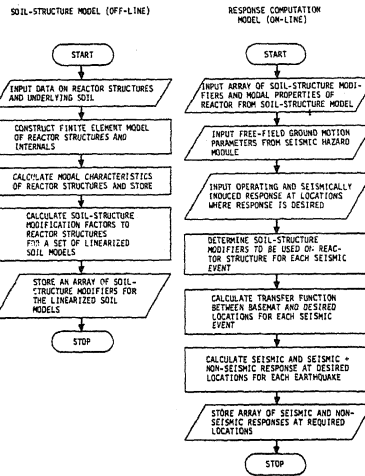 SOIL-STRUCTURE MODEL (OFF-LINE)
START
INPUT DATA ON REACTOR STRUCTURES
AND UNDERLYING SOIL
CONSTRUCT FINITE ELEMENT MODEL
OF REACTOR STRUCTURES AND
INTERNALS
CALCULATE MODAL CHARACTERISTICS
OF REACTOR STRUCTURES AND STORE
CALCULATE SOIL-STRUCTURE
MODIFICATION FACTORS TO
REACTOR STRUCTURES
FOR A SET OF LINEARIZED
SOIL MODELS
STORE AN ARRAY OF SOIL-
STRUCTURE MODIFIERS FOR
THE LINEARIZED SOIL
MODELS
STOP
RESPONSE COMPUTATION
MODEL (ON-LINE)
START
INPUT ARRAY OF SOIL-STRUCTURE MODI-
FIERS AND MODAL PROPERTIES OF
REACTOR FROM SOIL-STRUCTURE MODEL
INPUT FREE-FIELD GROUND MOTION
PARAMETERS FROM SEISMIC HAZARD
MODULE
INPUT OPERATING AND SEISMICALLY
INDUCED RESPONSE AT LOCATIONS
WHERE RESPONSE IS DESIRED
DETERMINE SOIL-STRUCTURE
MODIFIERS TO BE USED ON REAC-
TOR STRUCTURE FOR EACH SEISMIC
EVENT
CALCULATE TRANSFER FUNCTION
BETWEEN BASEMAT AND DESIRED
LOCATIONS FOR EACH SEISMIC
EVENT
CALCULATE SEISMIC AND SEISMIC +
NON-SEISMIC RESPONSE AT DESIRED
LOCATIONS FOR EACH EARTHQUAKE
STORE ARRAY OF SEISMIC AND NON-
SEISMIC RESPONSES AT REQUIRED
LOCATIONS
STOP